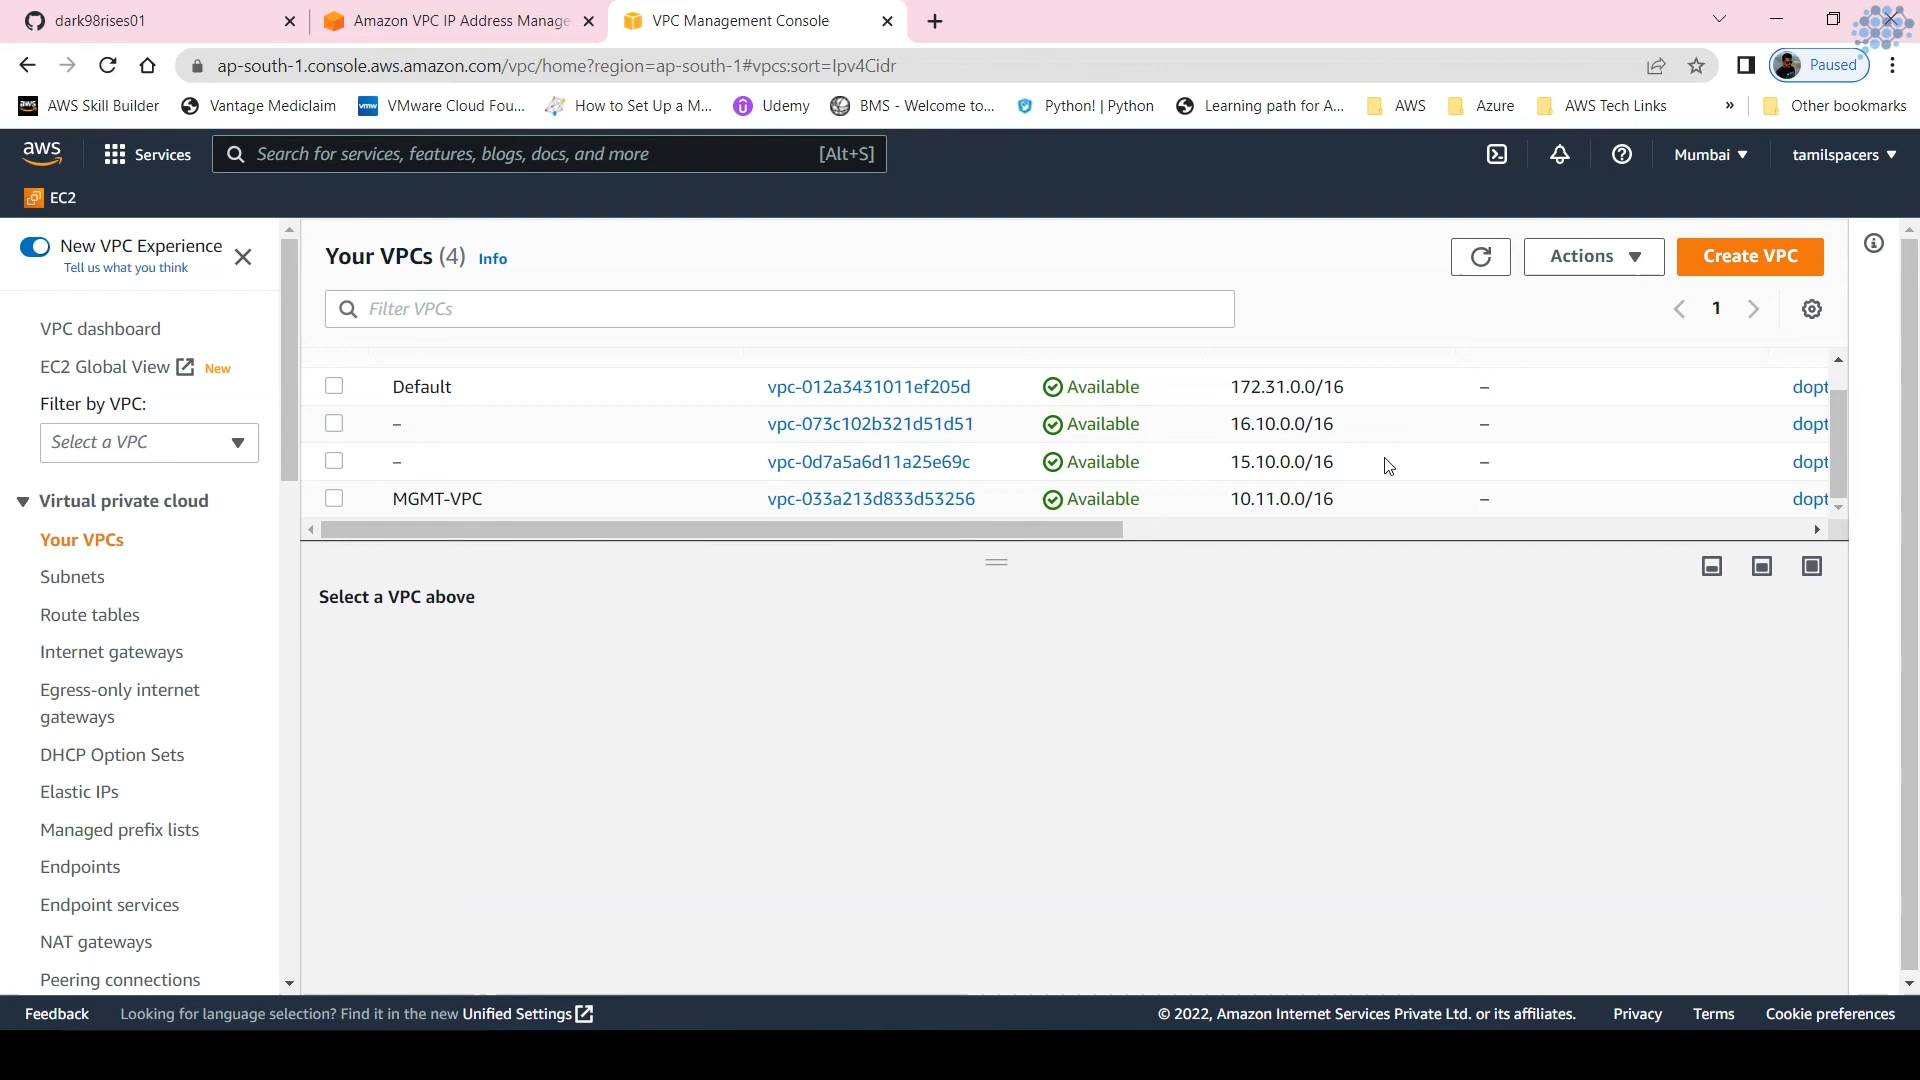 dark98rises01
Amazon VPC IP Address Manage
VPC Management Console
ap-south-1.console.aws.amazon.com/vpc/home?region=ap-south-1#vpcs:sort=Ipv4Cidr
Paused
aws AWS Skill Builder
Vantage Mediclaim
vmw VMware Cloud Fou...
How to Set Up a M...
Udemy
BMS - Welcome to...
Python! | Python
Learning path for A...
AWS
Azure
AWS Tech Links
»
Other bookmarks
aws
Services
Search for services, features, blogs, docs, and more [Alt+S]
Mumbai
tamilspacers
EC2
New VPC Experience
Tell us what you think
VPC dashboard
EC2 Global View New
Filter by VPC:
Select a VPC
Virtual private cloud
Your VPCs
Subnets
Route tables
Internet gateways
Egress-only internet
gateways
DHCP Option Sets
Elastic IPs
Managed prefix lists
Endpoints
Endpoint services
NAT gateways
Peering connections
Your VPCs (4) Info
Actions
Create VPC
Filter VPCs
1
Default vpc-012a3431011ef205d Available 172.31.0.0/16 – dopt
– vpc-073c102b321d51d51 Available 16.10.0.0/16 – dopt
– vpc-0d7a5a6d11a25e69c Available 15.10.0.0/16 – dopt
MGMT-VPC vpc-033a213d833d53256 Available 10.11.0.0/16 – dopt
Select a VPC above
Feedback
Looking for language selection? Find it in the new Unified Settings
© 2022, Amazon Internet Services Private Ltd. or its affiliates.
Privacy
Terms
Cookie preferences